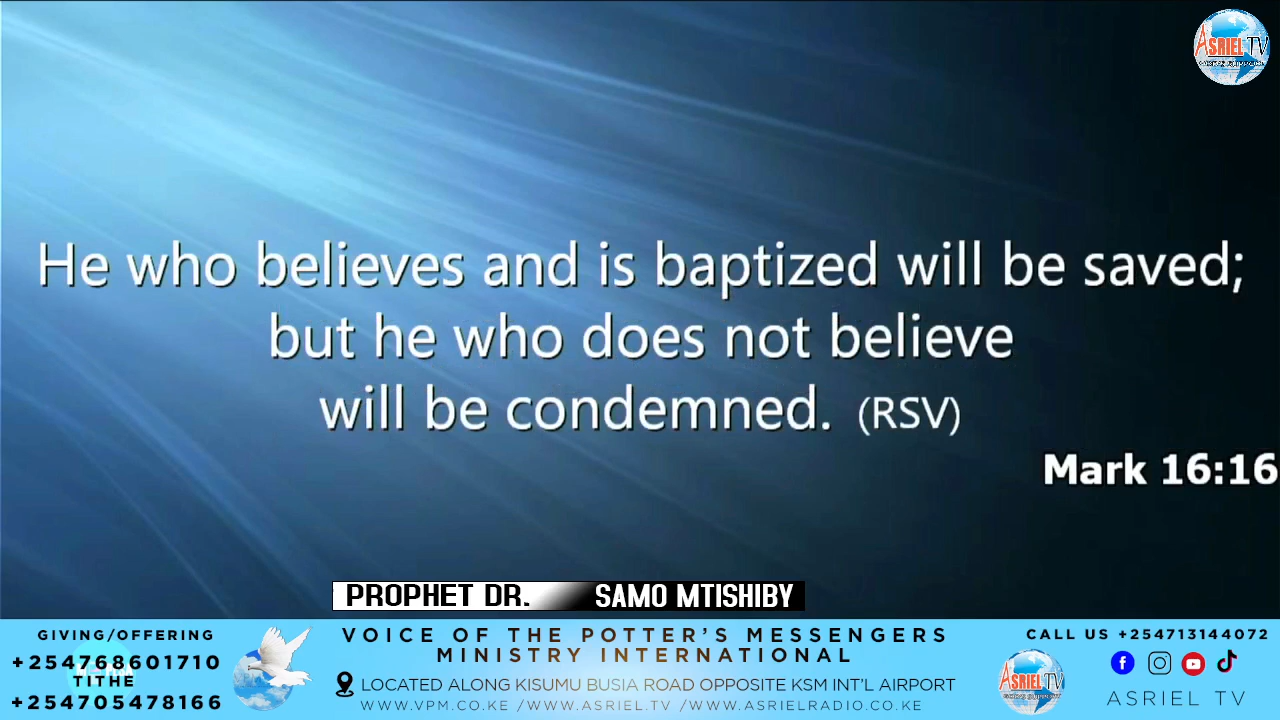 ASRIEL TV
He who believes and is baptized will be saved;
but he who does not believe
will be condemned. (RSV)
Mark 16:16
PROPHET DR. SAMO MTISHIBY
GIVING/OFFERING
+254768601710
TITHE
+254705478166
VOICE OF THE POTTER'S MESSENGERS
MINISTRY INTERNATIONAL
LOCATED ALONG KISUMU BUSIA ROAD OPPOSITE KSM INT'L AIRPORT
WWW.VPM.CO.KE /WWW.ASRIEL.TV /WWW.ASRIELRADIO.CO.KE
ASRIEL TV
CALL US +254713144072
ASRIEL TV